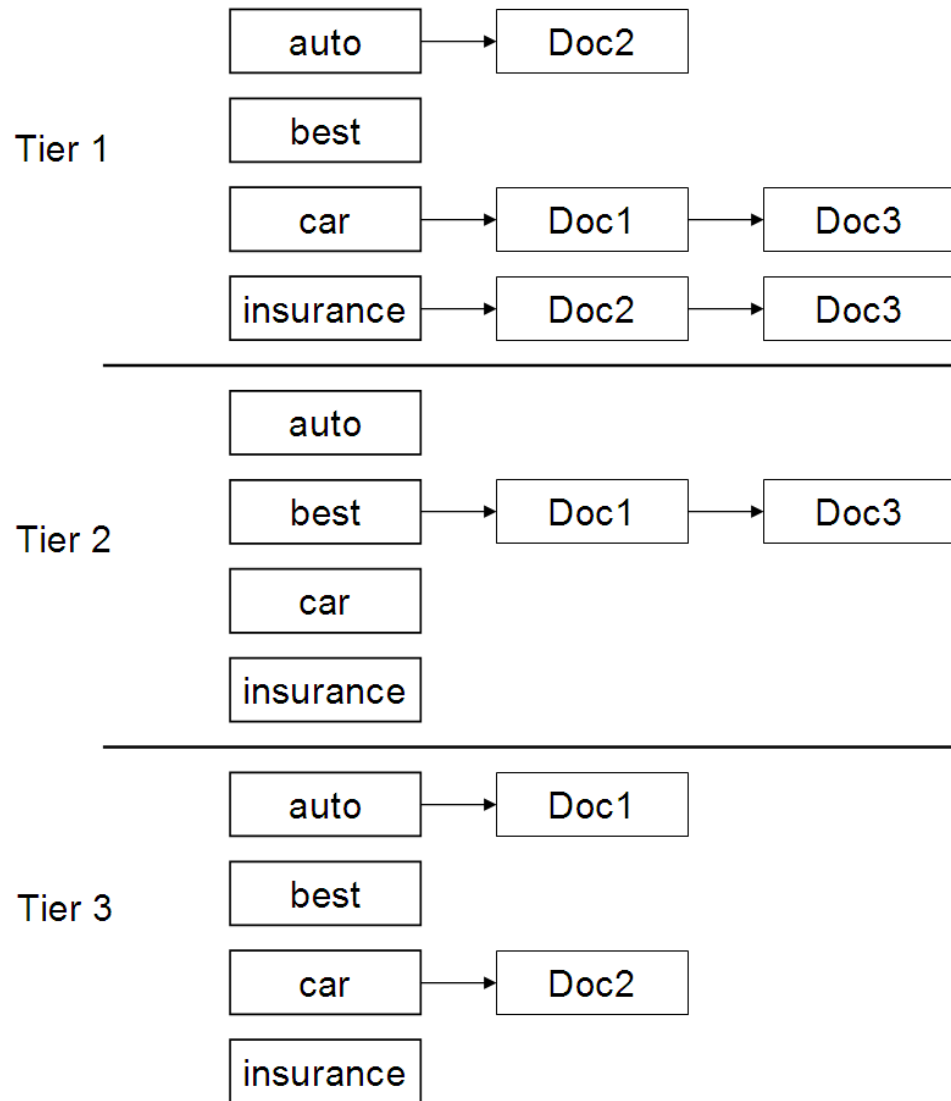 auto Doc2
Tier 1
best
car Doc1 Doc3
insurance Doc2 Doc3
auto
Tier 2
best Doc1 Doc3
car
insurance
auto Doc1
Tier 3
best
car Doc2
insurance